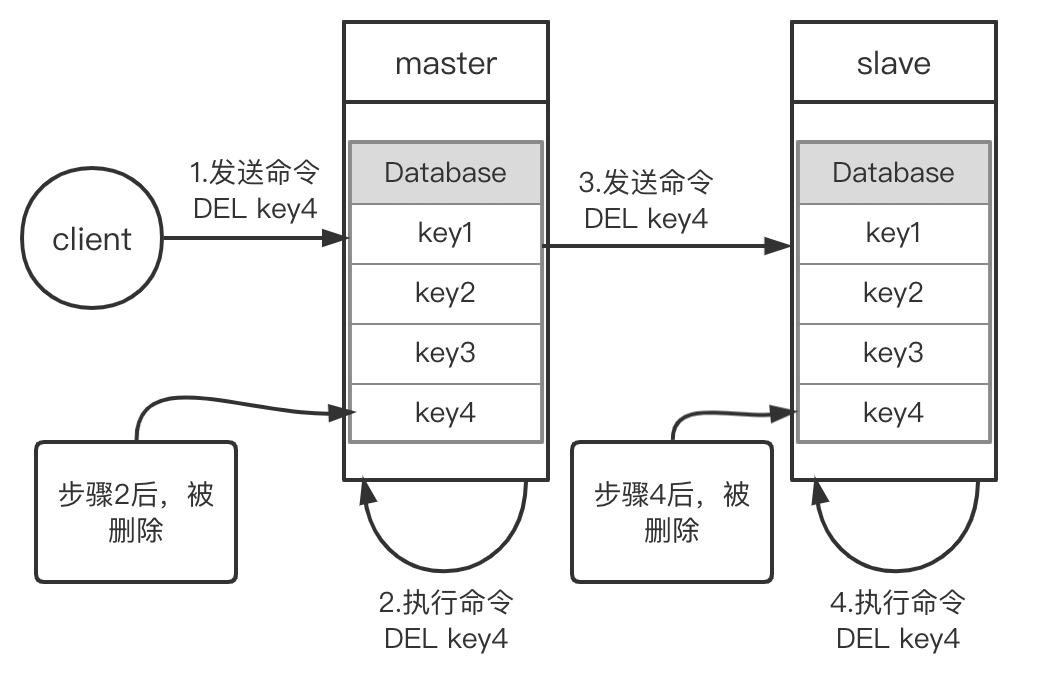 master
slave
client
1.发送命令
DEL key4
Database
key1
key2
key3
key4
3.发送命令
DEL key4
Database
key1
key2
key3
key4
步骤2后，被
删除
步骤4后，被
删除
2.执行命令
DEL key4
4.执行命令
DEL key4